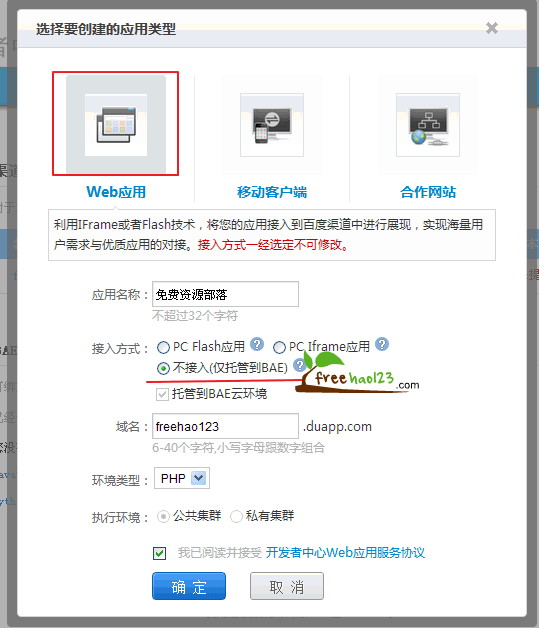 选择要创建的应用类型
Web应用
移动客户端
合作网站
利用IFrame或者Flash技术，将您的应用接入到百度渠道中进行展现，实现海量用
户需求与优质应用的对接。接入方式一经选定不可修改。
应用名称：免费资源部落
不超过32个字符
接入方式： PC Flash应用 ? PC Iframe应用 ?
不接入(仅托管到BAE) ?
freehao123.com
托管到BAE云环境
域名：freehao123.duapp.com
6-40个字符,小写字母跟数字组合
环境类型： PHP
执行环境： 公共集群 私有集群
我已阅读并接受 开发者中心Web应用服务协议
确 定 取 消